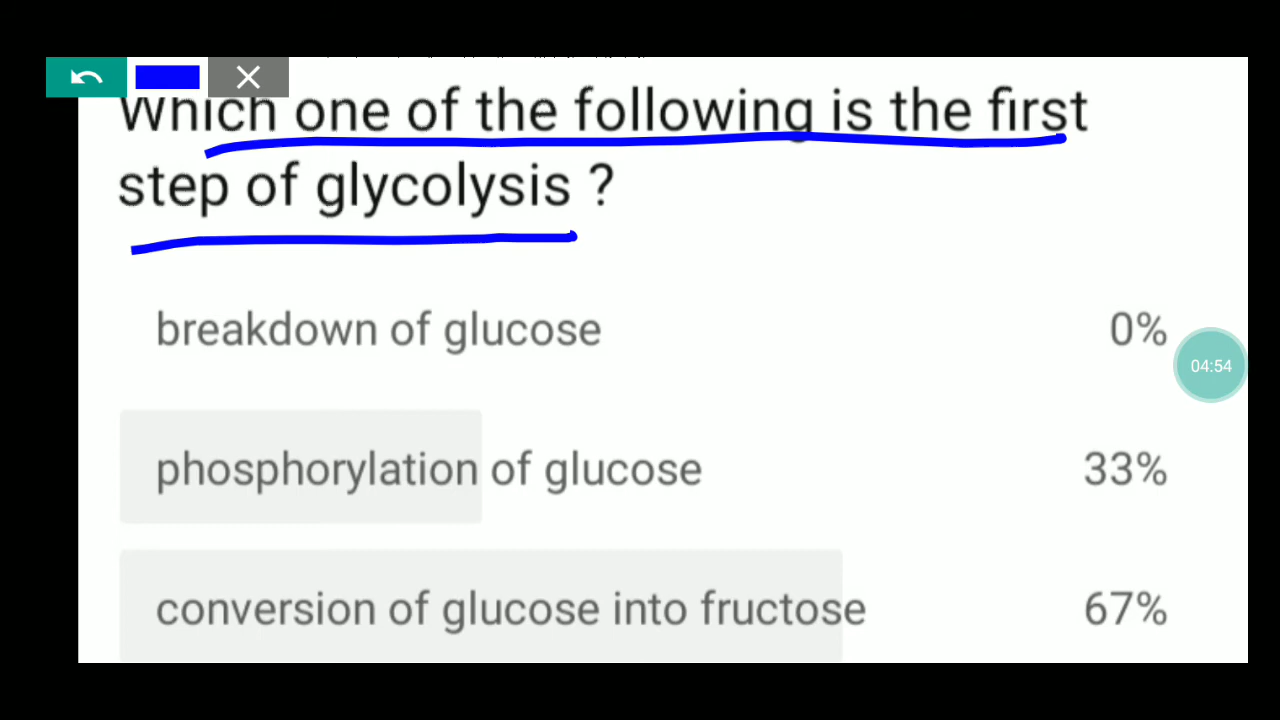 Which one of the following is the first
step of glycolysis ?
breakdown of glucose 0%
04:54
phosphorylation of glucose 33%
conversion of glucose into fructose 67%